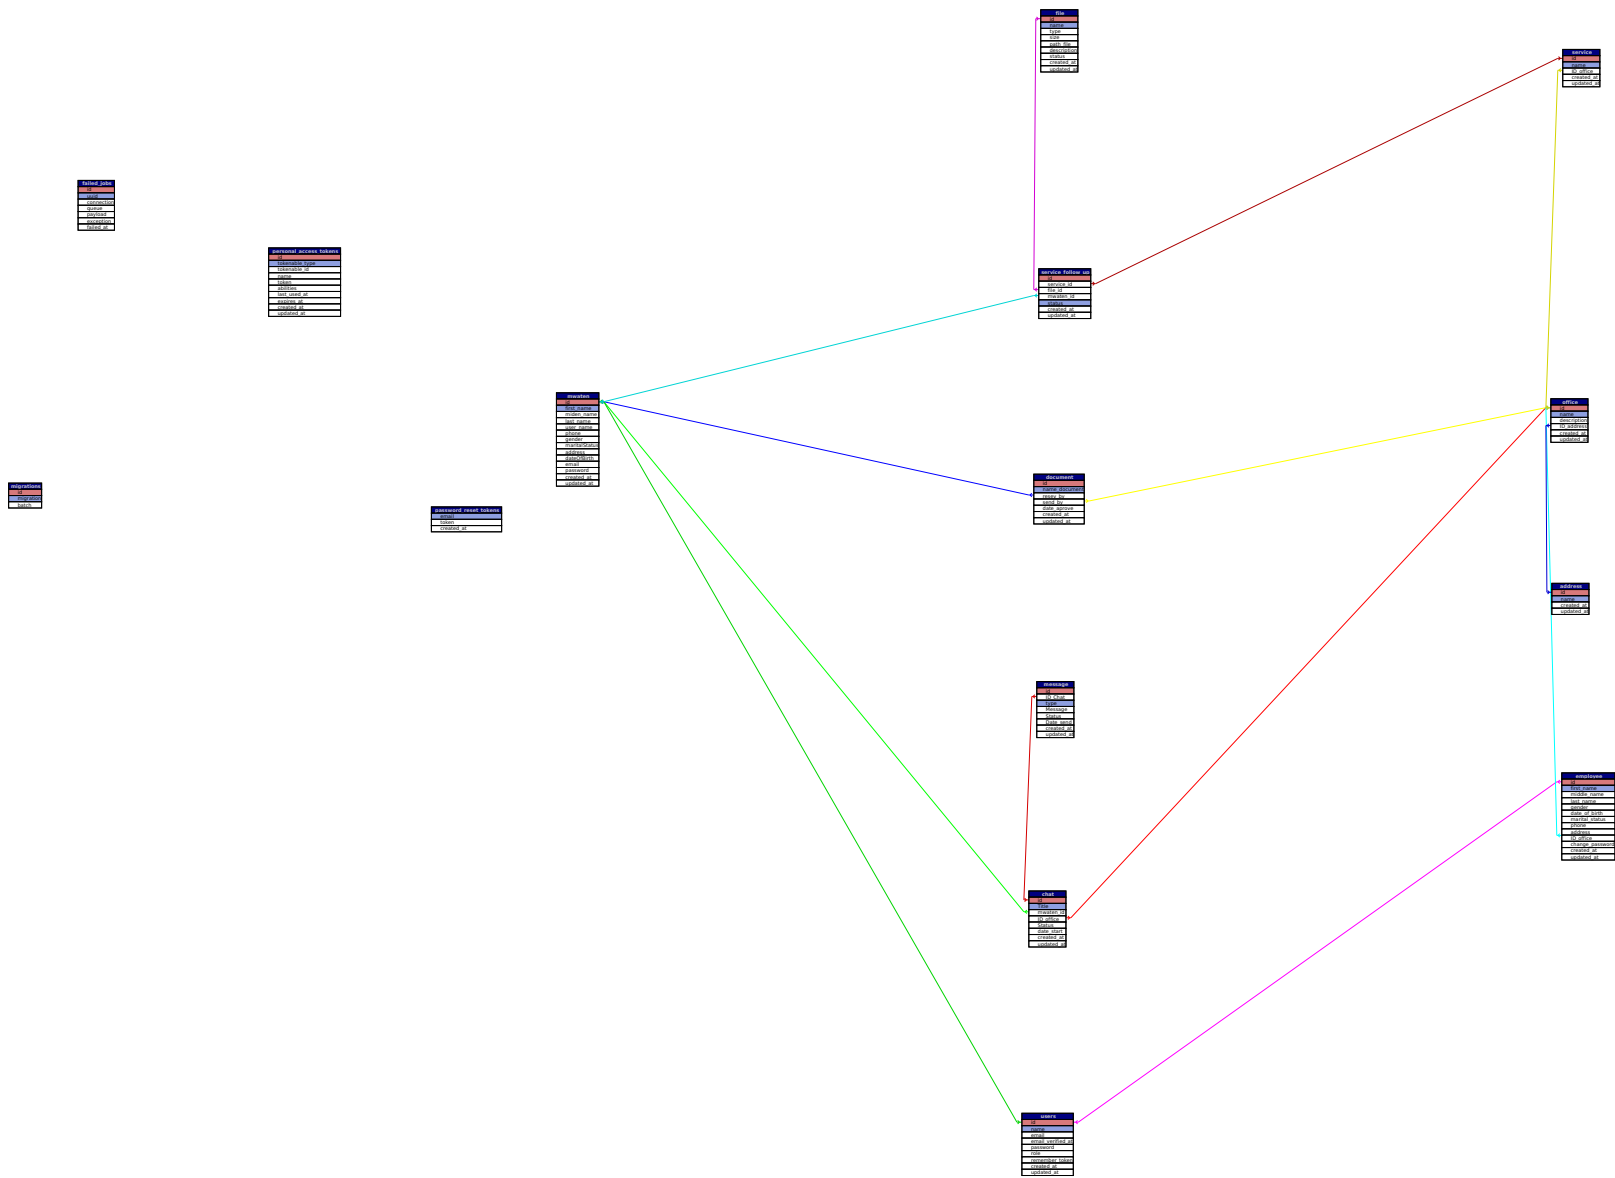 file
id
name
type
size
path_file
description
status
created_at
updated_at
service
id
name
ID_office
created_at
updated_at
failed_jobs
id
uuid
connection
queue
payload
exception
failed_at
personal_access_tokens
id
tokenable_type
tokenable_id
name
token
abilities
last_used_at
expires_at
created_at
updated_at
service_follow_up
id
service_id
file_id
mwaten_id
status
created_at
updated_at
mwaten
id
first_name
miden_name
last_name
user_name
phone
gender
maritalStatus
address
dateOfBirth
email
password
created_at
updated_at
office
id
name
description
ID_address
created_at
updated_at
document
id
name_document
resev_by
send_by
date_aprove
created_at
updated_at
migrations
id
migration
batch
password_reset_tokens
email
token
created_at
address
id
name
created_at
updated_at
message
id
ID_Chat
type
Message
Status
Date_send
created_at
updated_at
employee
id
first_name
middle_name
last_name
gender
date_of_birth
marital_status
phone
address
ID_office
change_password
created_at
updated_at
chat
id
Title
mwaten_id
ID_office
Status
date_start
created_at
updated_at
users
id
name
email
email_verified_at
password
role
remember_token
created_at
updated_at